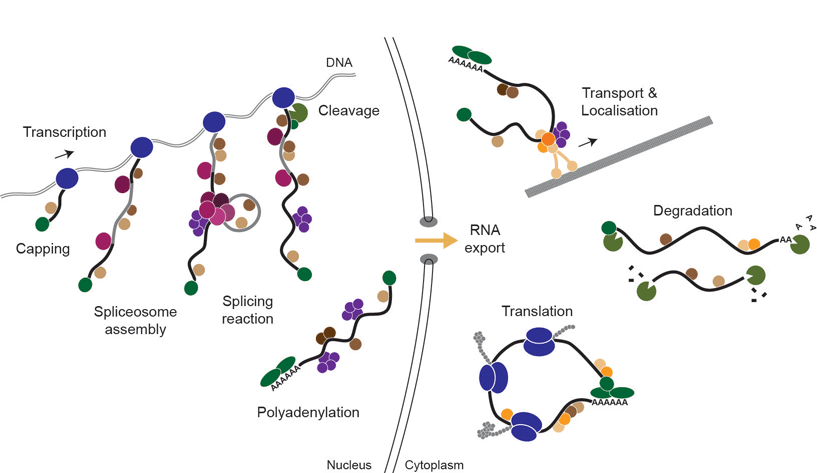 DNA
Cleavage
Transcription
Capping
Spliceosome
assembly
Splicing
reaction
AAAAAA
Polyadenylation
Nucleus
Cytoplasm
RNA
export
AAAAAA
Transport &
Localisation
Degradation
AA
A
A A
Translation
AAAAAA